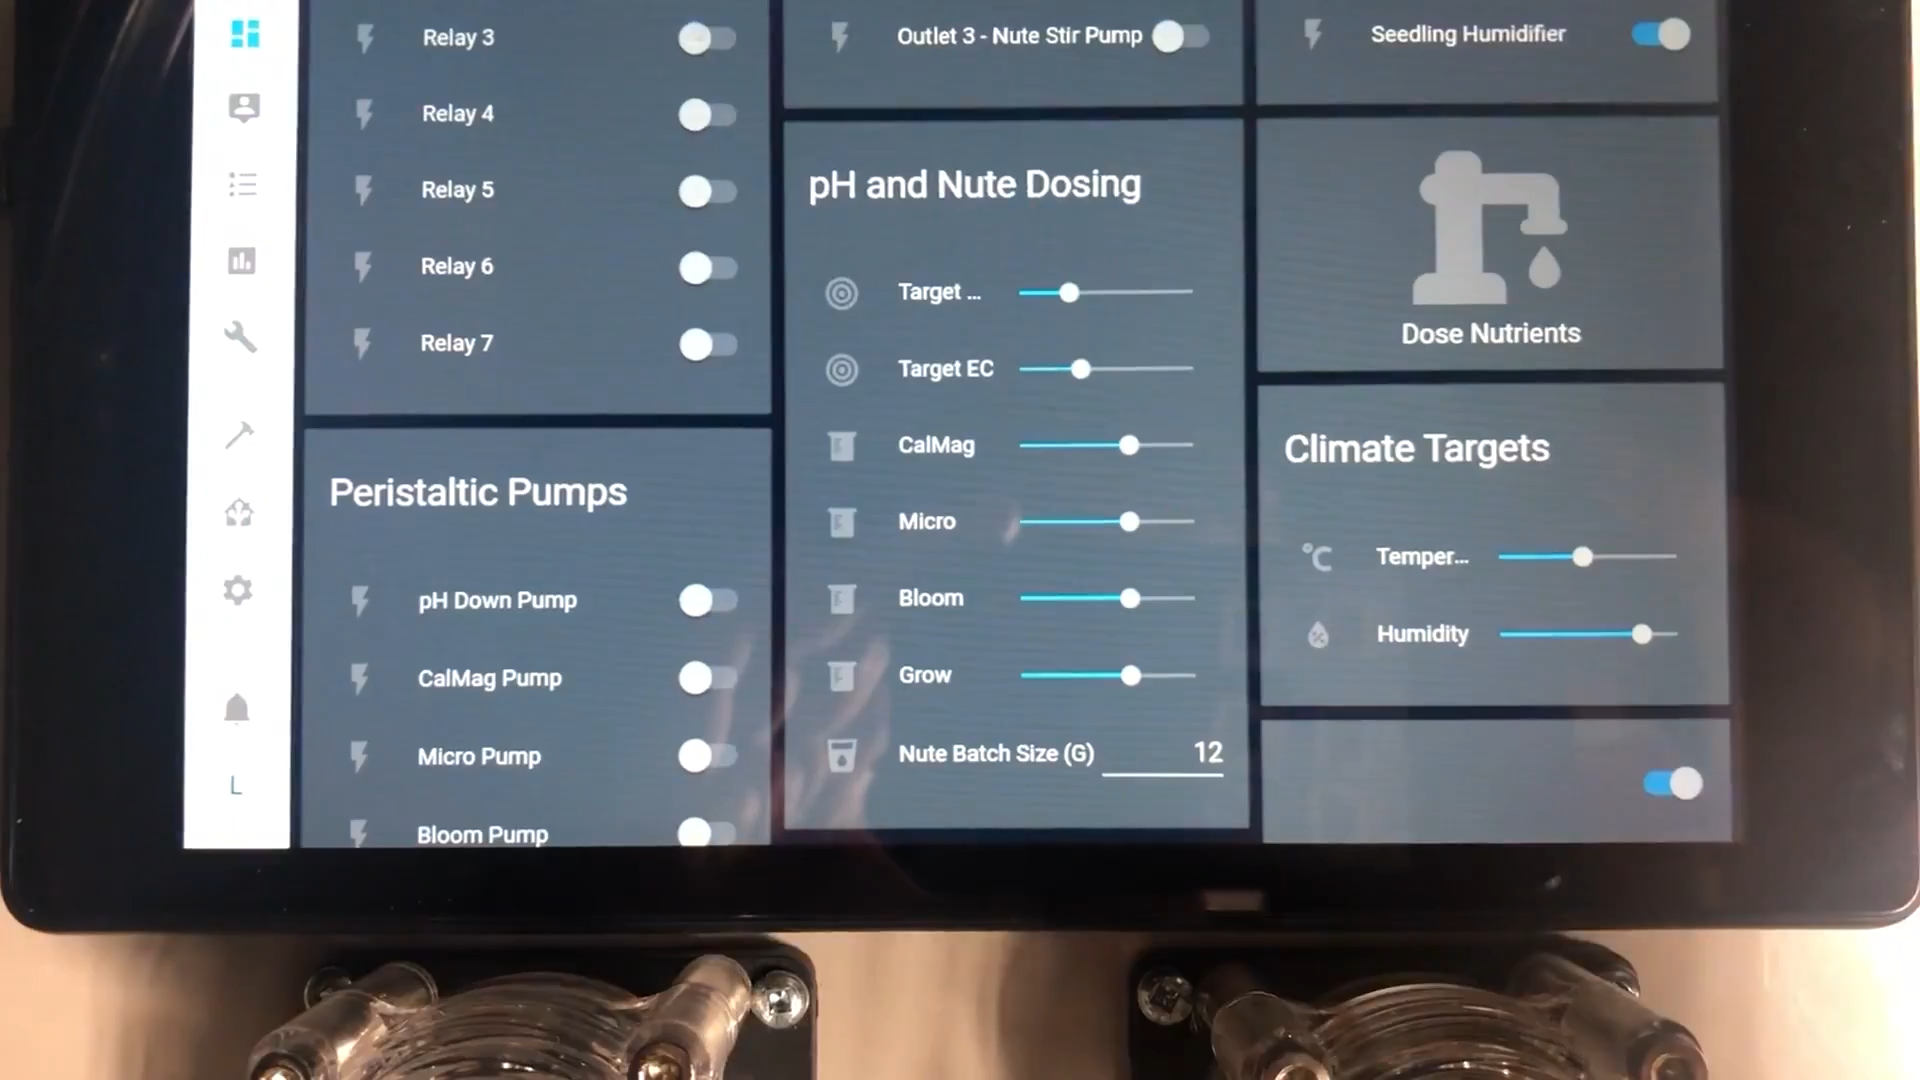 Relay 3
Relay 4
Relay 5
Relay 6
Relay 7
Peristaltic Pumps
pH Down Pump
CalMag Pump
Micro Pump
Bloom Pump
L
Outlet 3 - Nute Stir Pump
pH and Nute Dosing
Target ...
Target EC
CalMag
Micro
Bloom
Grow
Nute Batch Size (G) 12
Seedling Humidifier
Dose Nutrients
Climate Targets
°C Temper...
Humidity